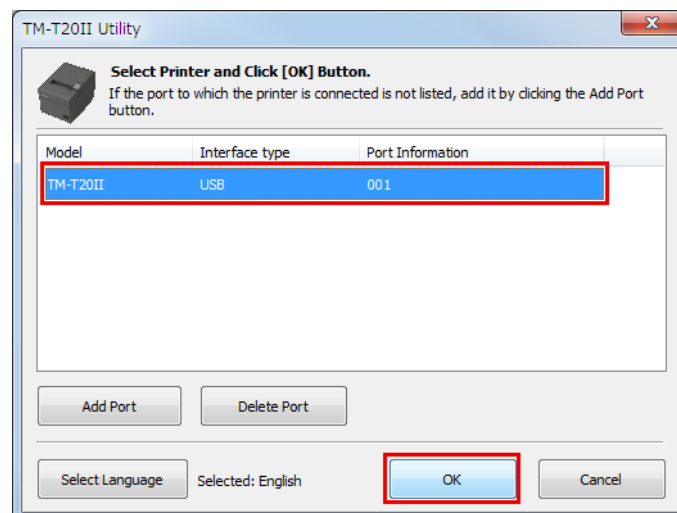 TM-T20II Utility
Select Printer and Click [OK] Button.
If the port to which the printer is connected is not listed, add it by clicking the Add Port
button.
Model Interface type Port Information
TM-T20II USB 001
Add Port Delete Port
Select Language Selected: English OK Cancel